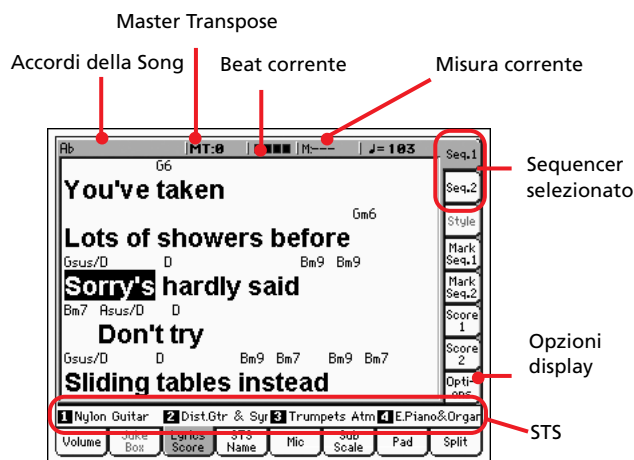 Master Transpose
Accordi della Song
Beat corrente
Misura corrente
Ab MT:0 M:--- ♩=103
Seq.1
Seq.2
Style
Mark Seq.1
Mark Seq.2
Score 1
Score 2
Opti-ons
Sequencer
selezionato
Opzioni
display
STS
G6
You've taken
Gm6
Lots of showers before
Gsus/D D Bm9 Bm9
Sorry's hardly said
Bm7 Asus/D D
Don't try
Gsus/D D Bm9 Bm7 Bm9 Bm7
Sliding tables instead
1 Nylon Guitar 2 Dist.Gtr & Syr 3 Trumpets Atm 4 E.Piano&Organ
Volume Juke Box Lyrics Score STS Name Mic Sub Scale Pad Split